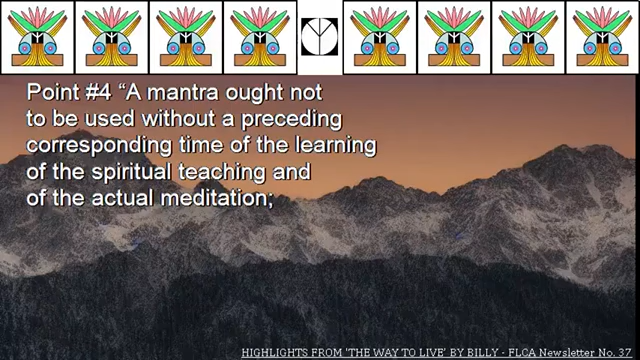 Point #4 “A mantra ought not
to be used without a preceding
corresponding time of the learning
of the spiritual teaching and
of the actual meditation;
HIGHLIGHTS FROM 'THE WAY TO LIVE' BY BILLY - FLCA Newsletter No. 37